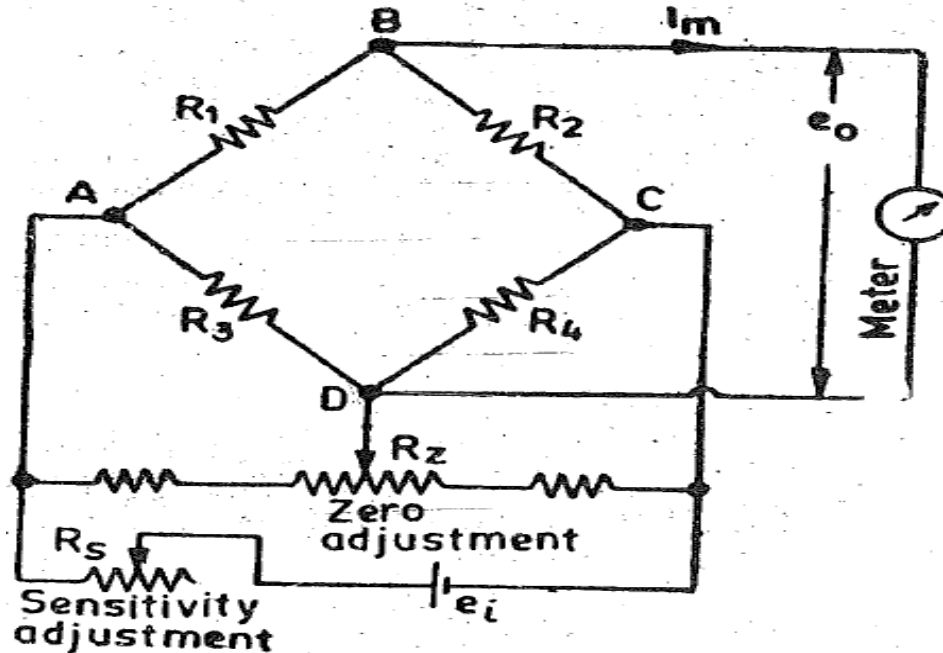 B
Im
R1
R2
eo
A
C
Meter
R3
R4
D
Rz
Zero
adjustment
Rs
ei
Sensitivity
adjustment